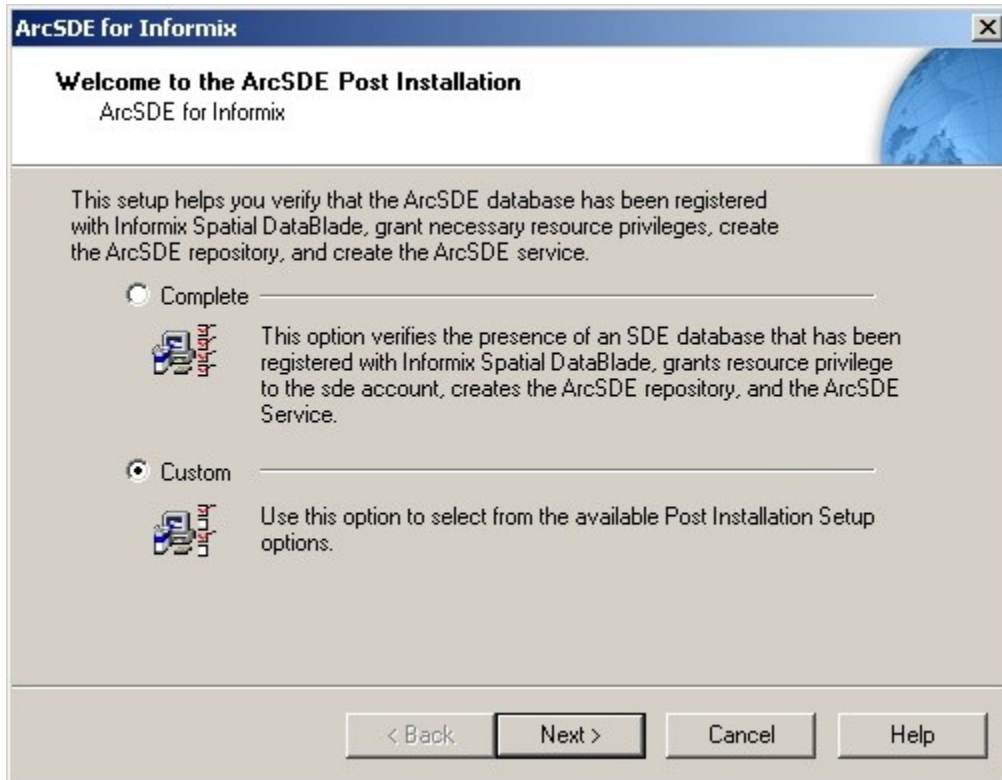 ArcSDE for Informix
Welcome to the ArcSDE Post Installation
ArcSDE for Informix
This setup helps you verify that the ArcSDE database has been registered
with Informix Spatial DataBlade, grant necessary resource privileges, create
the ArcSDE repository, and create the ArcSDE service.
Complete
This option verifies the presence of an SDE database that has been
registered with Informix Spatial DataBlade, grants resource privilege
to the sde account, creates the ArcSDE repository, and the ArcSDE
Service.
Custom
Use this option to select from the available Post Installation Setup
options.
< Back Next > Cancel Help